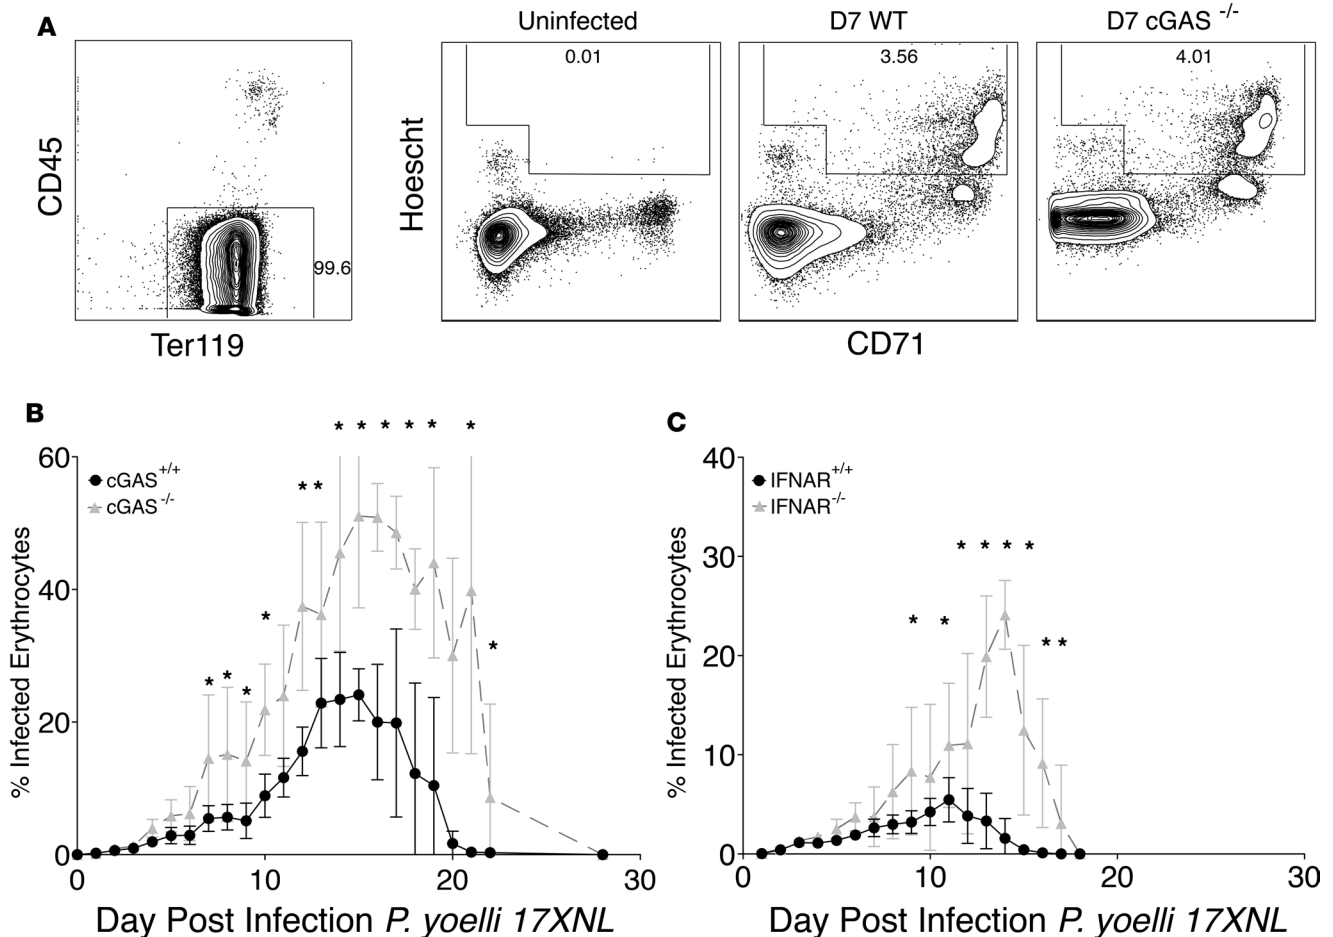 A
Uninfected
D7 WT
D7 cGAS -/-
0.01
3.56
4.01
CD45
99.6
Ter119
Hoescht
CD71
B
* * * * * *
* *
*
* * *
*
cGAS+/+
cGAS-/-
60
40
20
0
% Infected Erythrocytes
0 10 20 30
Day Post Infection P. yoelli 17XNL
C
IFNAR+/+
IFNAR-/-
* * * *
* *
* *
40
30
20
10
0
% Infected Erythrocytes
0 10 20 30
Day Post Infection P. yoelli 17XNL